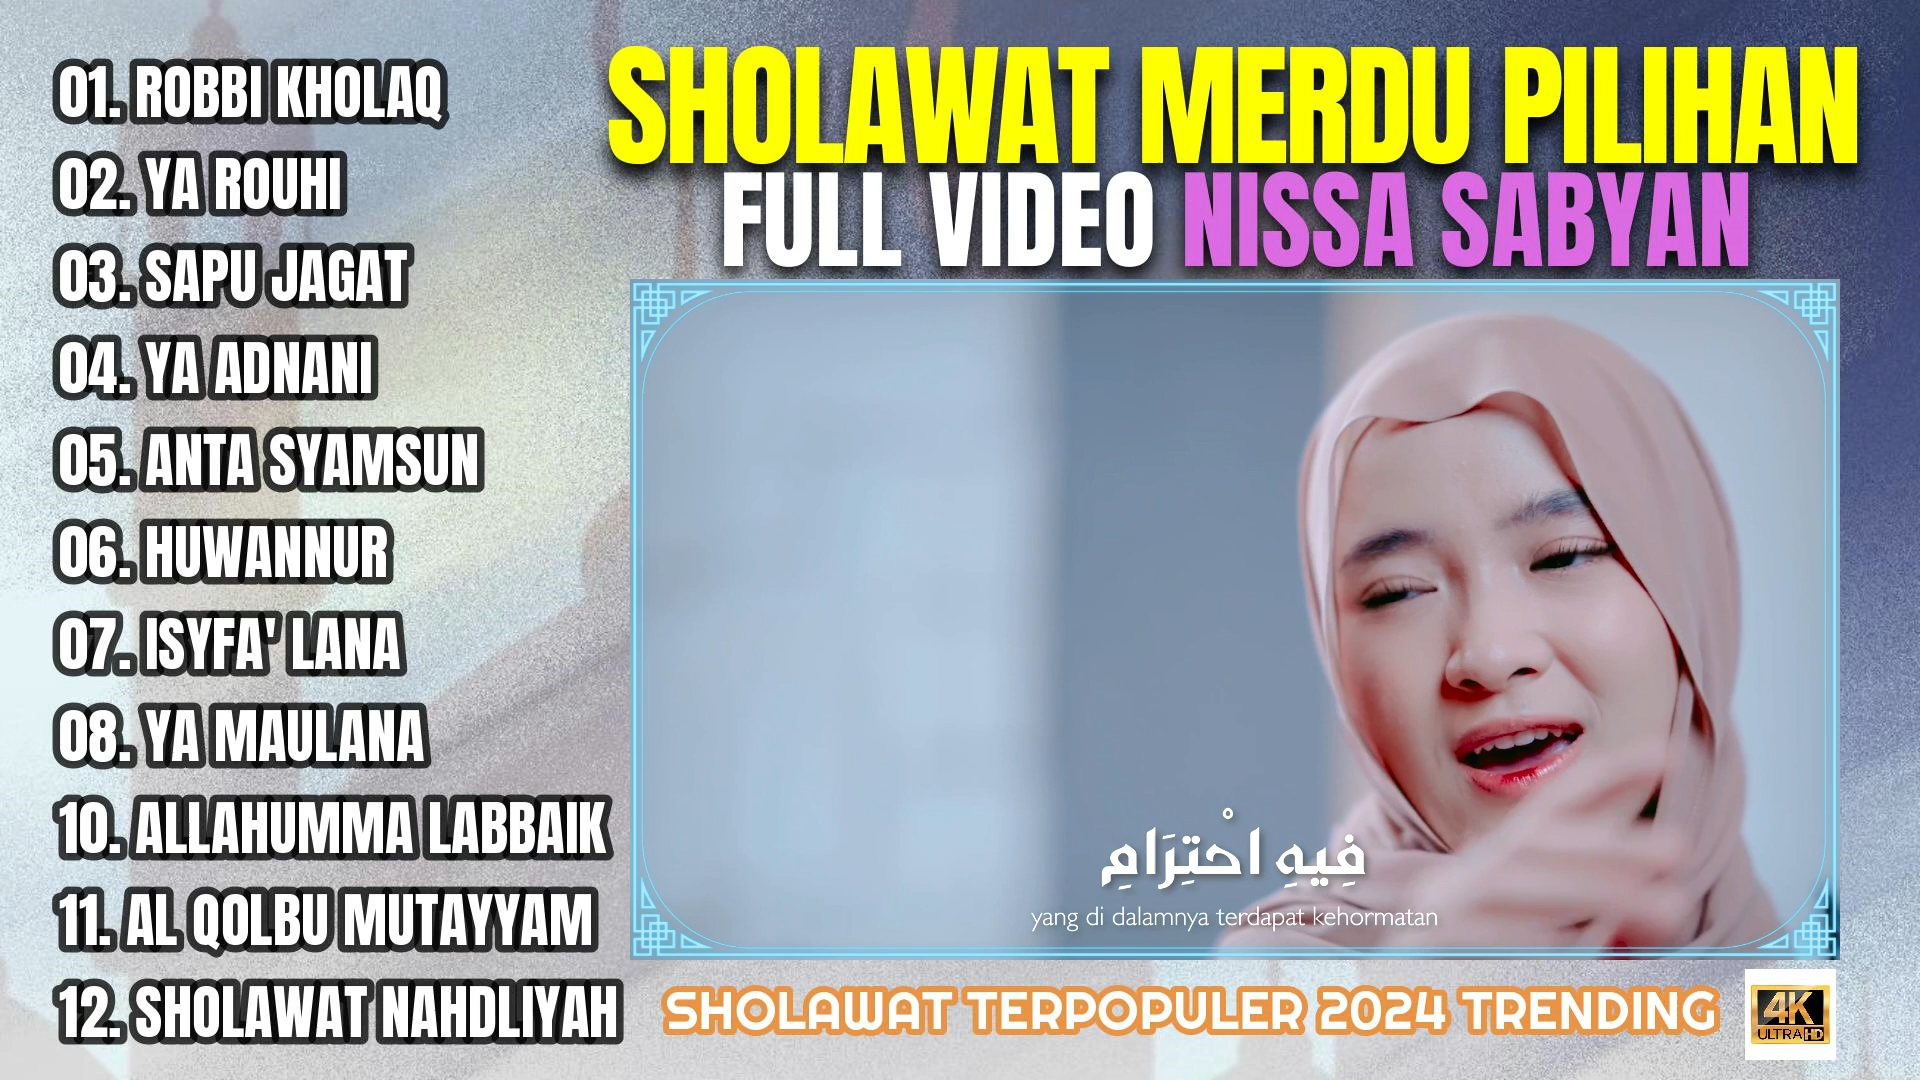 01. ROBBI KHOLAQ
02. YA ROUHI
03. SAPU JAGAT
04. YA ADNANI
05. ANTA SYAMSUN
06. HUWANNUR
07. ISYFA' LANA
08. YA MAULANA
10. ALLAHUMMA LABBAIK
11. AL QOLBU MUTAYYAM
12. SHOLAWAT NAHDLIYAH
SHOLAWAT MERDU PILIHAN
FULL VIDEO NISSA SABYAN
فِيهِ احْتِرَامِ
yang di dalamnya terdapat kehormatan
SHOLAWAT TERPOPULER 2024 TRENDING
4K
ULTRA HD